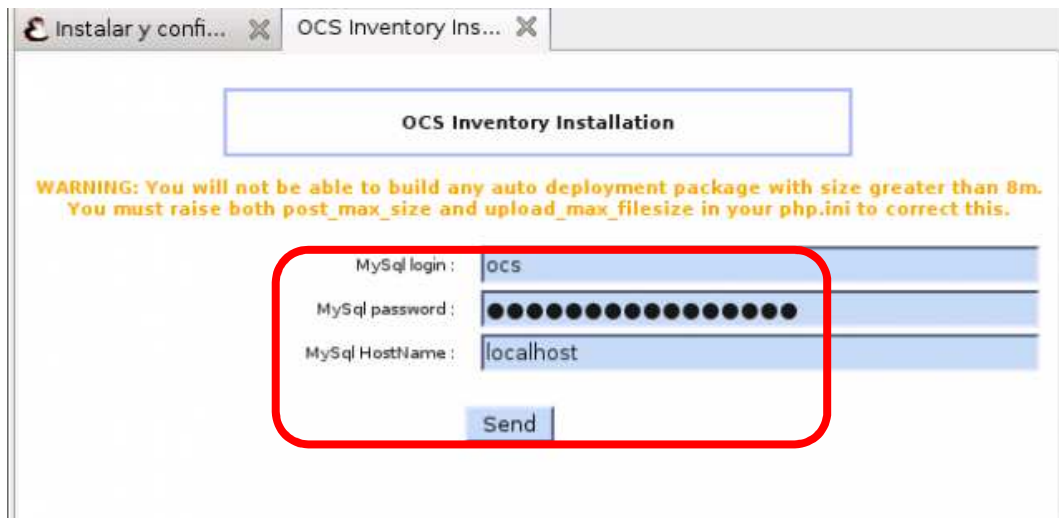 Instalar y confi... OCS Inventory Ins...
OCS Inventory Installation
WARNING: You will not be able to build any auto deployment package with size greater than 8m.
You must raise both post_max_size and upload_max_filesize in your php.ini to correct this.
MySql login : ocs
MySql password : ●●●●●●●●●●●●●●●●
MySql HostName : localhost
Send